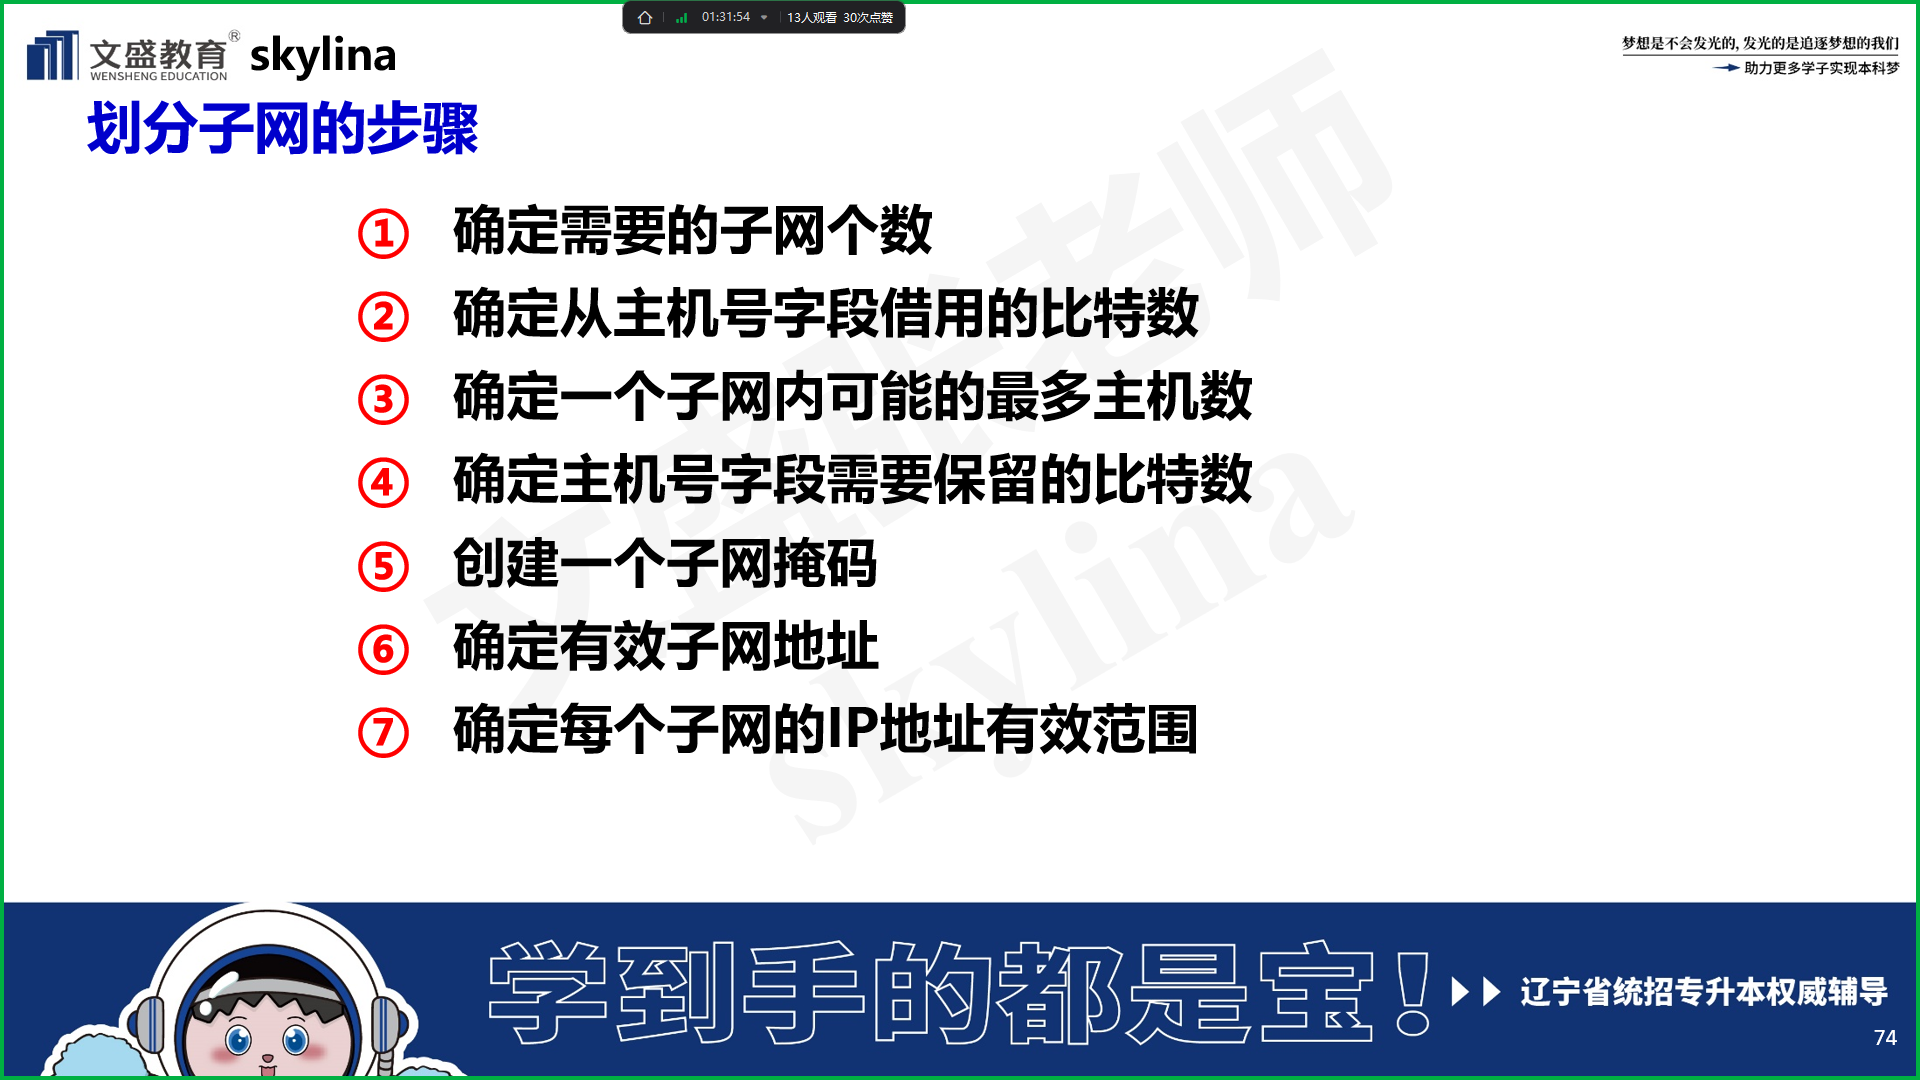 01:31:54 13人观看 30次点赞
文盛教育® skylina
WENSHENG EDUCATION
梦想是不会发光的, 发光的是追逐梦想的我们
助力更多学子实现本科梦
划分子网的步骤
① 确定需要的子网个数
② 确定从主机号字段借用的比特数
③ 确定一个子网内可能的最多主机数
④ 确定主机号字段需要保留的比特数
⑤ 创建一个子网掩码
⑥ 确定有效子网地址
⑦ 确定每个子网的IP地址有效范围
文盛张老师
skylina
学到手的都是宝!
辽宁省统招专升本权威辅导
74